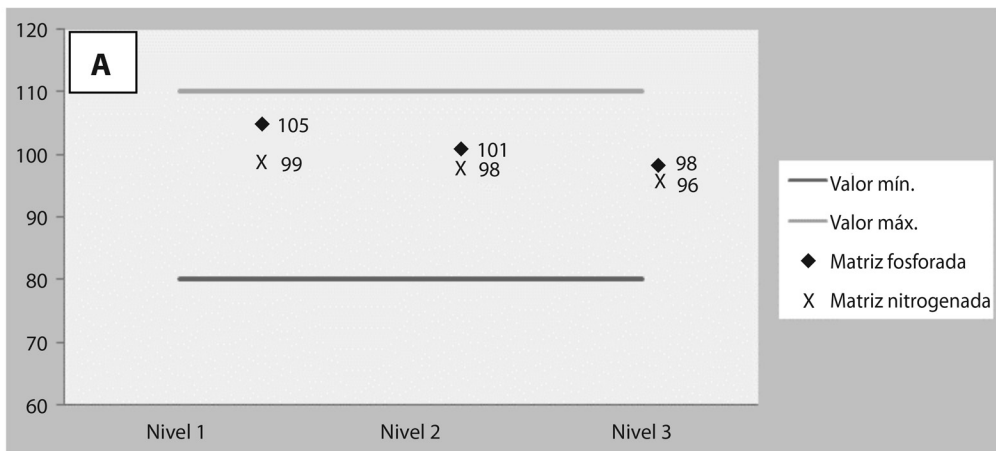 120
A
110
105
99
100
101
98
98
96
90
80
70
60
Nivel 1 Nivel 2 Nivel 3
Valor mín.
Valor máx.
Matriz fosforada
Matriz nitrogenada